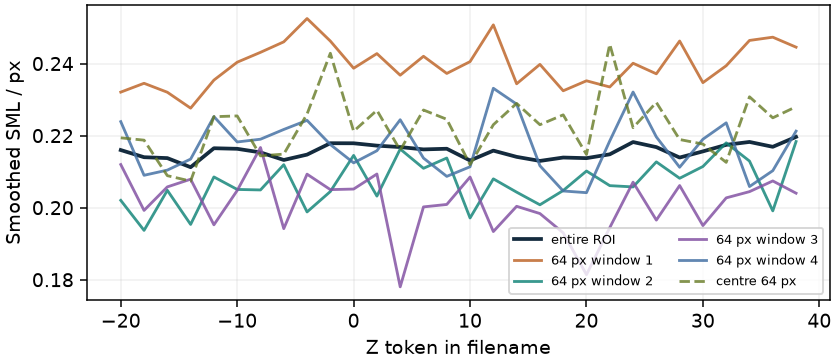 Smoothed SML / px
0.24
0.22
0.20
0.18
entire ROI
64 px window 1
64 px window 2
64 px window 3
64 px window 4
centre 64 px
−20
−10
0
10
20
30
40
Z token in filename